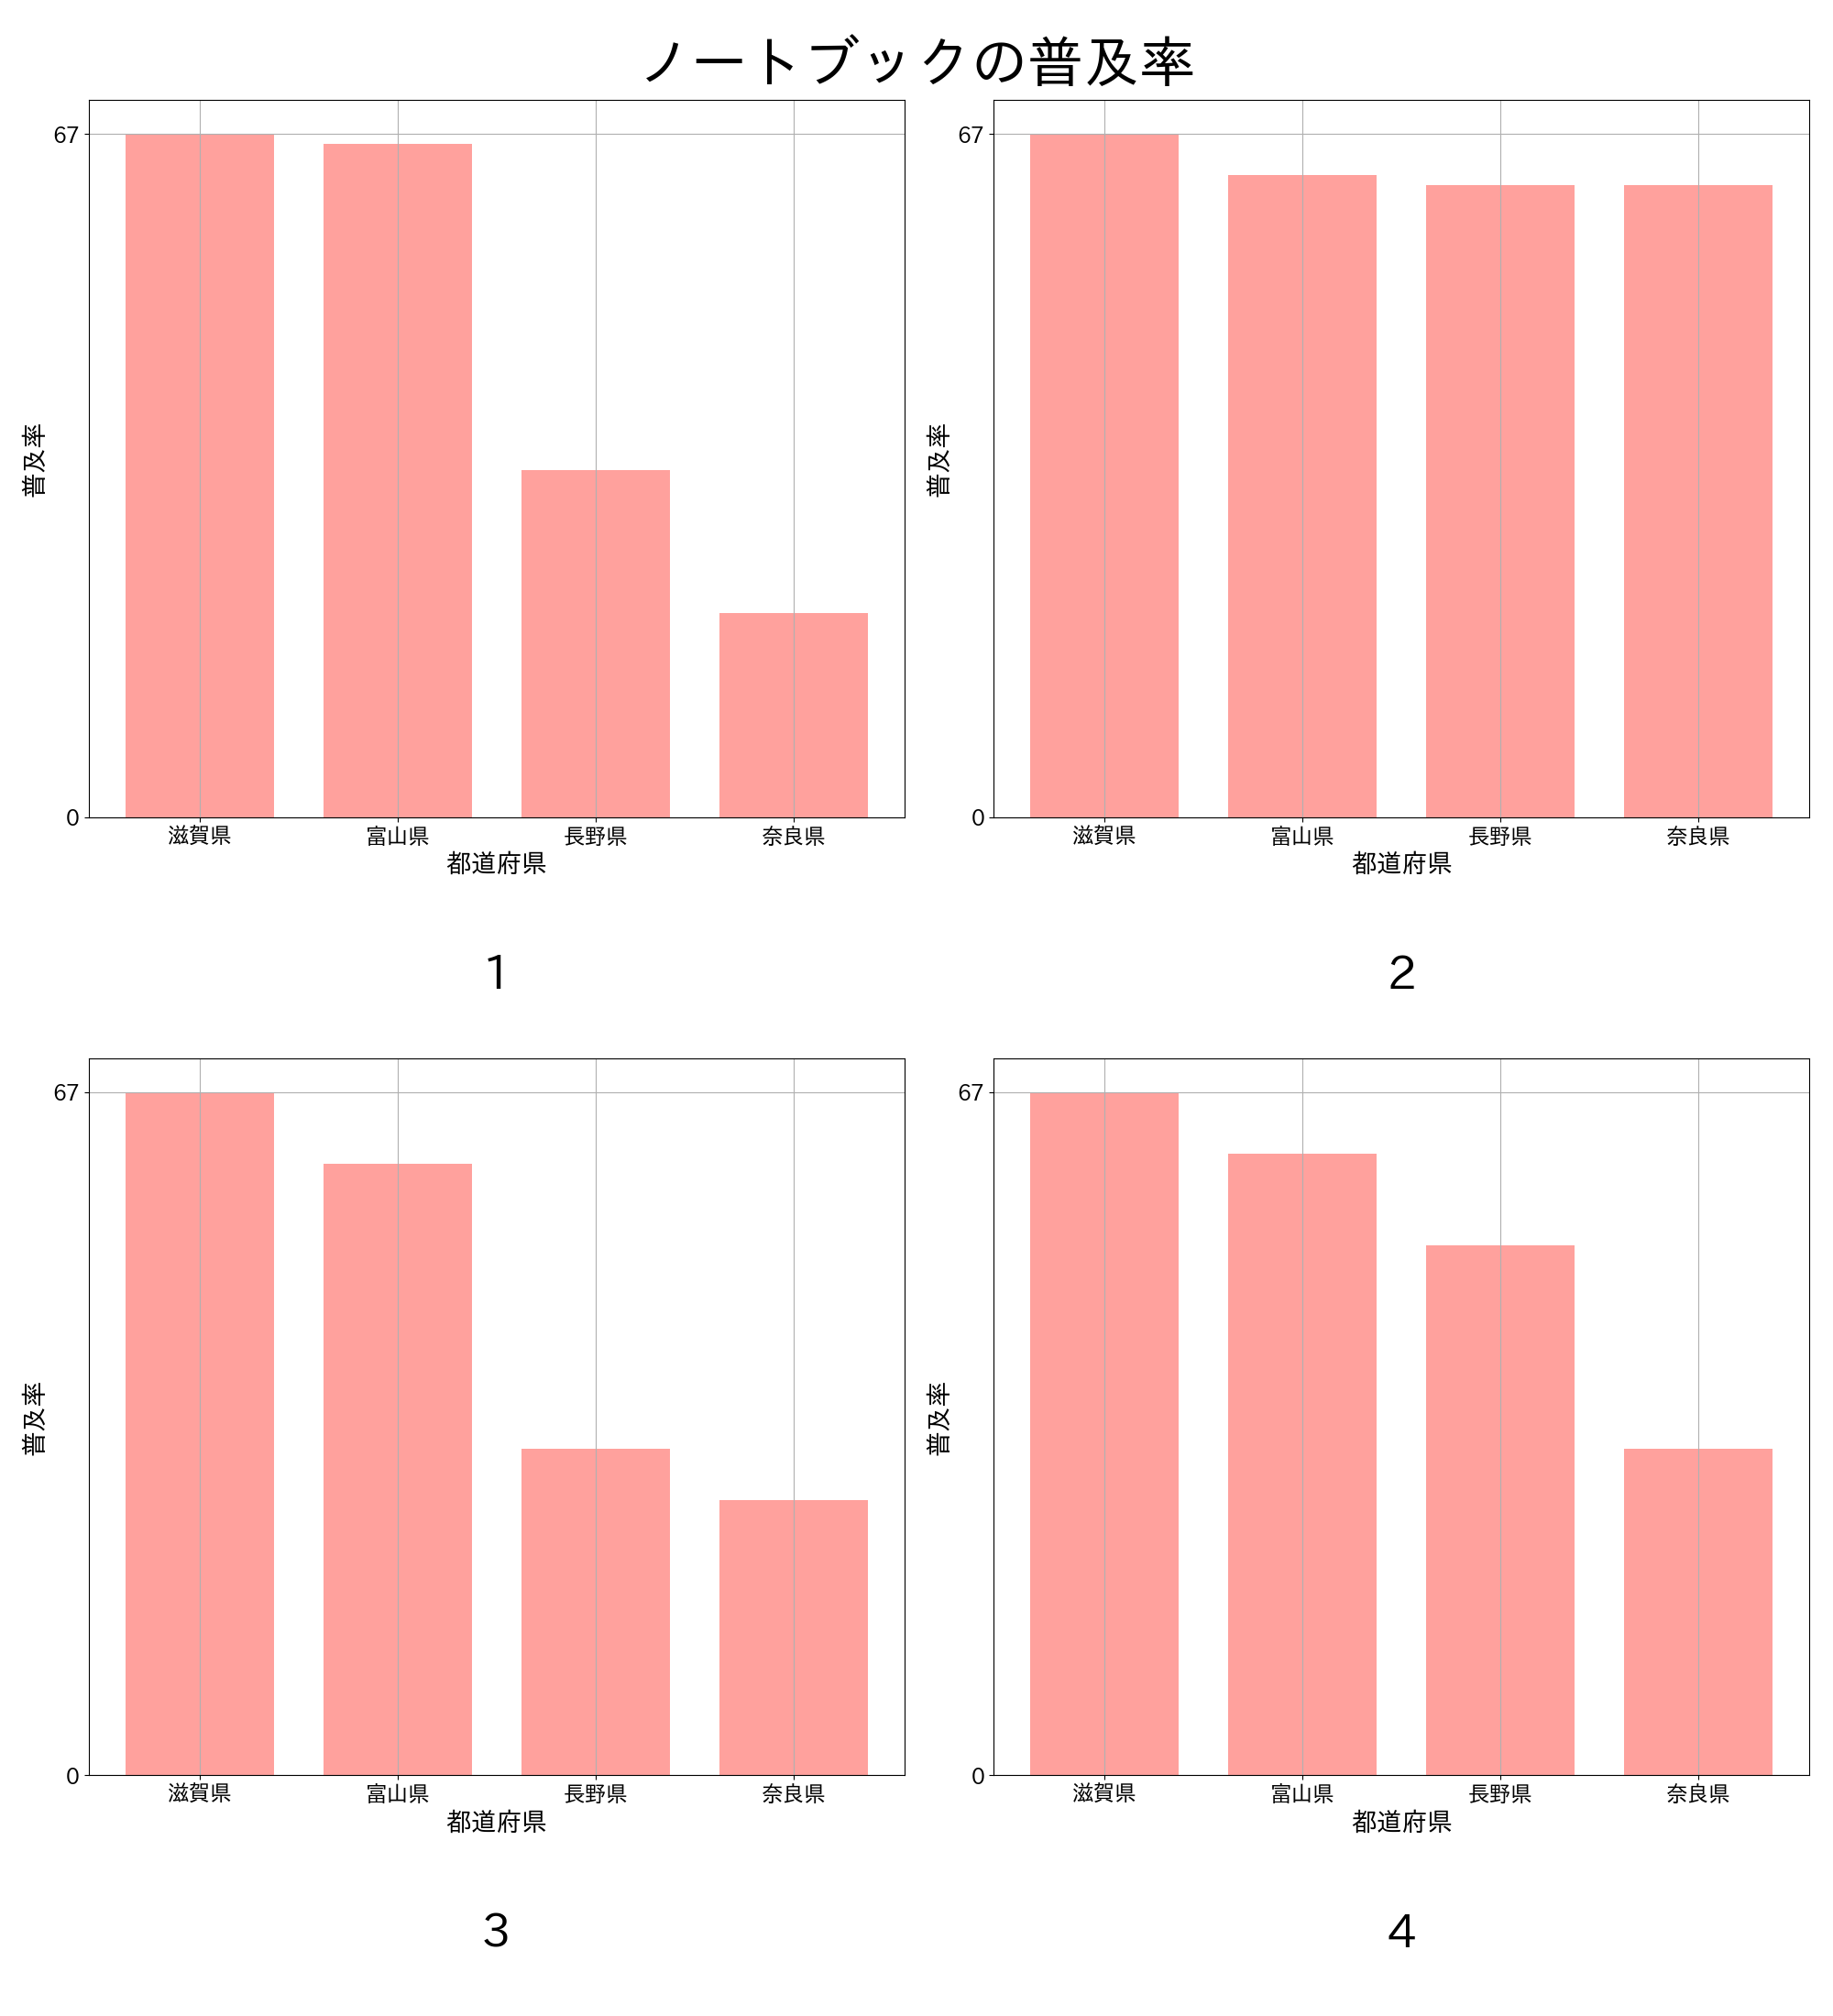 ノートブックの普及率
67
0
普及率
滋賀県 富山県 長野県 奈良県
都道府県
1
67
0
普及率
滋賀県 富山県 長野県 奈良県
都道府県
2
67
0
普及率
滋賀県 富山県 長野県 奈良県
都道府県
3
67
0
普及率
滋賀県 富山県 長野県 奈良県
都道府県
4